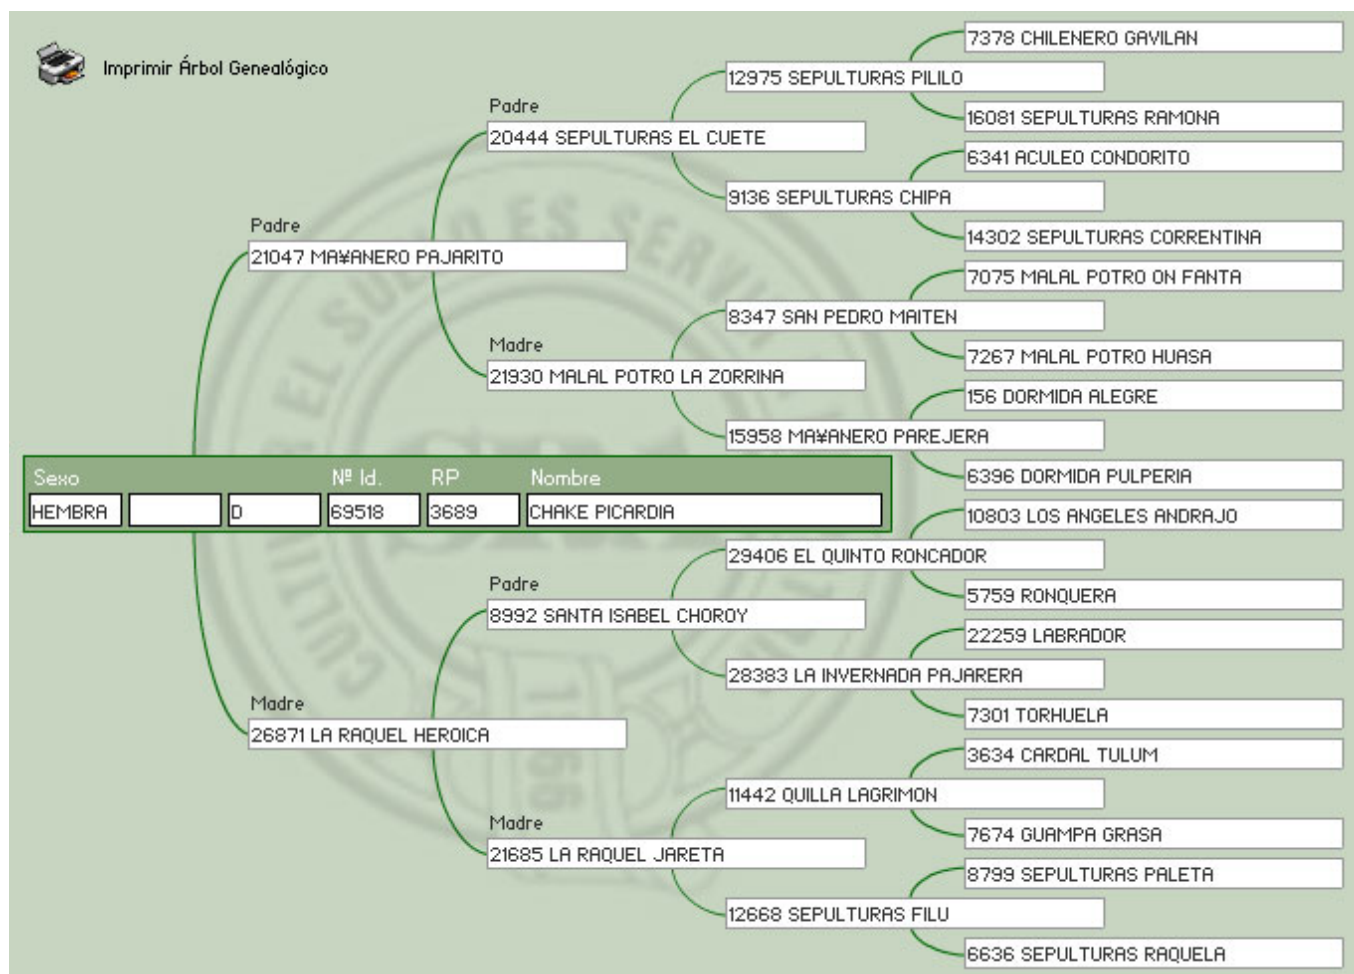 Imprimir Árbol Genealógico
7378 CHILENERO GAVILAN
12975 SEPULTURAS PILILO
Padre
16081 SEPULTURAS RAMONA
20444 SEPULTURAS EL CUETE
6341 ACULEO CONDORITO
9136 SEPULTURAS CHIPA
Padre
14302 SEPULTURAS CORRENTINA
21047 MA¥ANERO PAJARITO
7075 MALAL POTRO ON FANTA
8347 SAN PEDRO MAITEN
Madre
7267 MALAL POTRO HUASA
21930 MALAL POTRO LA ZORRINA
156 DORMIDA ALEGRE
15958 MA¥ANERO PAREJERA
6396 DORMIDA PULPERIA
Sexo Nº Id. RP Nombre
HEMBRA D 69518 3689 CHAKE PICARDIA
10803 LOS ANGELES ANDRAJO
29406 EL QUINTO RONCADOR
Padre
5759 RONQUERA
8992 SANTA ISABEL CHOROY
22259 LABRADOR
28383 LA INVERNADA PAJARERA
Madre
7301 TORHUELA
26871 LA RAQUEL HEROICA
3634 CARDAL TULUM
11442 QUILLA LAGRIMON
Madre
7674 GUAMPA GRASA
21685 LA RAQUEL JARETA
8799 SEPULTURAS PALETA
12668 SEPULTURAS FILU
6636 SEPULTURAS RAQUELA
CULTIVAR EL SUELO ES SERVIR
1866